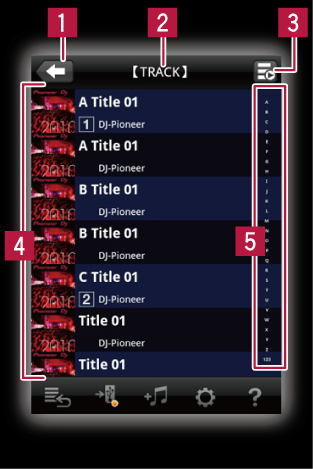 1
2
3
【TRACK】
A Title 01
1 DJ-Pioneer
A Title 01
DJ-Pioneer
B Title 01
DJ-Pioneer
B Title 01
DJ-Pioneer
C Title 01
2 DJ-Pioneer
Title 01
DJ-Pioneer
Title 01
4
5
A
B
C
D
E
F
G
H
I
J
K
L
M
N
O
P
Q
R
S
T
U
V
W
X
Y
Z
123
?